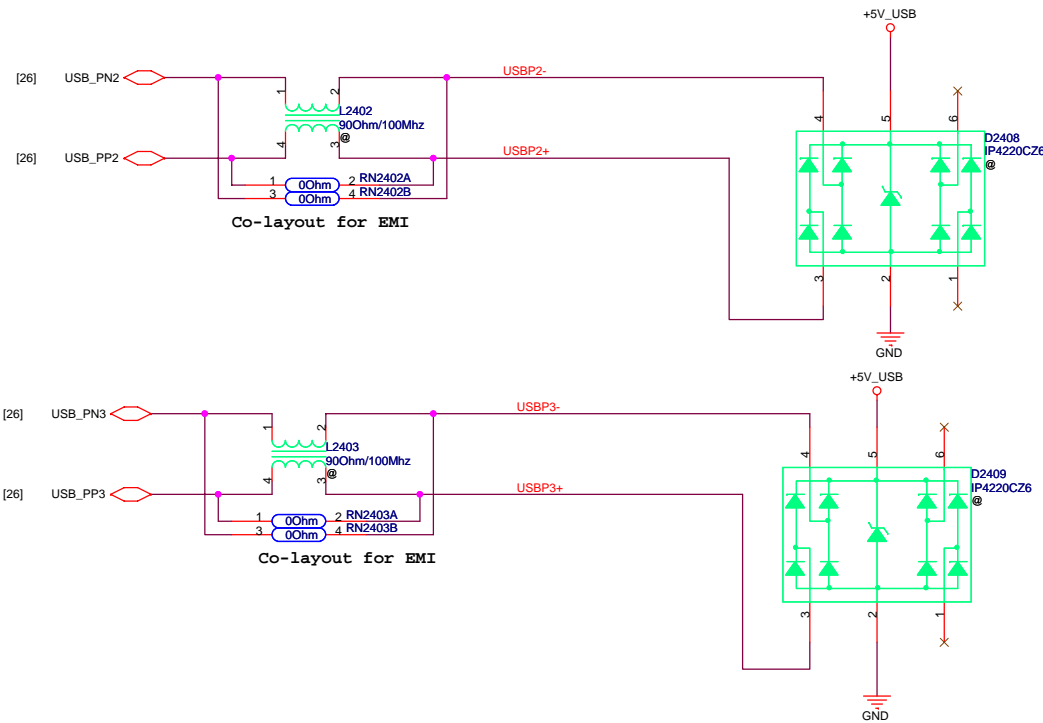 +5V_USB
[26] USB_PN2 USBP2-
1 2 4 5 6
L2402
90Ohm/100Mhz
@
D2408
IP4220CZ6
@
[26] USB_PP2 4 3 USBP2+
1 0Ohm 2 RN2402A
3 0Ohm 4 RN2402B
Co-layout for EMI
3 2 1
GND
+5V_USB
[26] USB_PN3 USBP3-
1 2 4 5 6
L2403
90Ohm/100Mhz
@
D2409
IP4220CZ6
@
[26] USB_PP3 4 3 USBP3+
1 0Ohm 2 RN2403A
3 0Ohm 4 RN2403B
Co-layout for EMI
3 2 1
GND